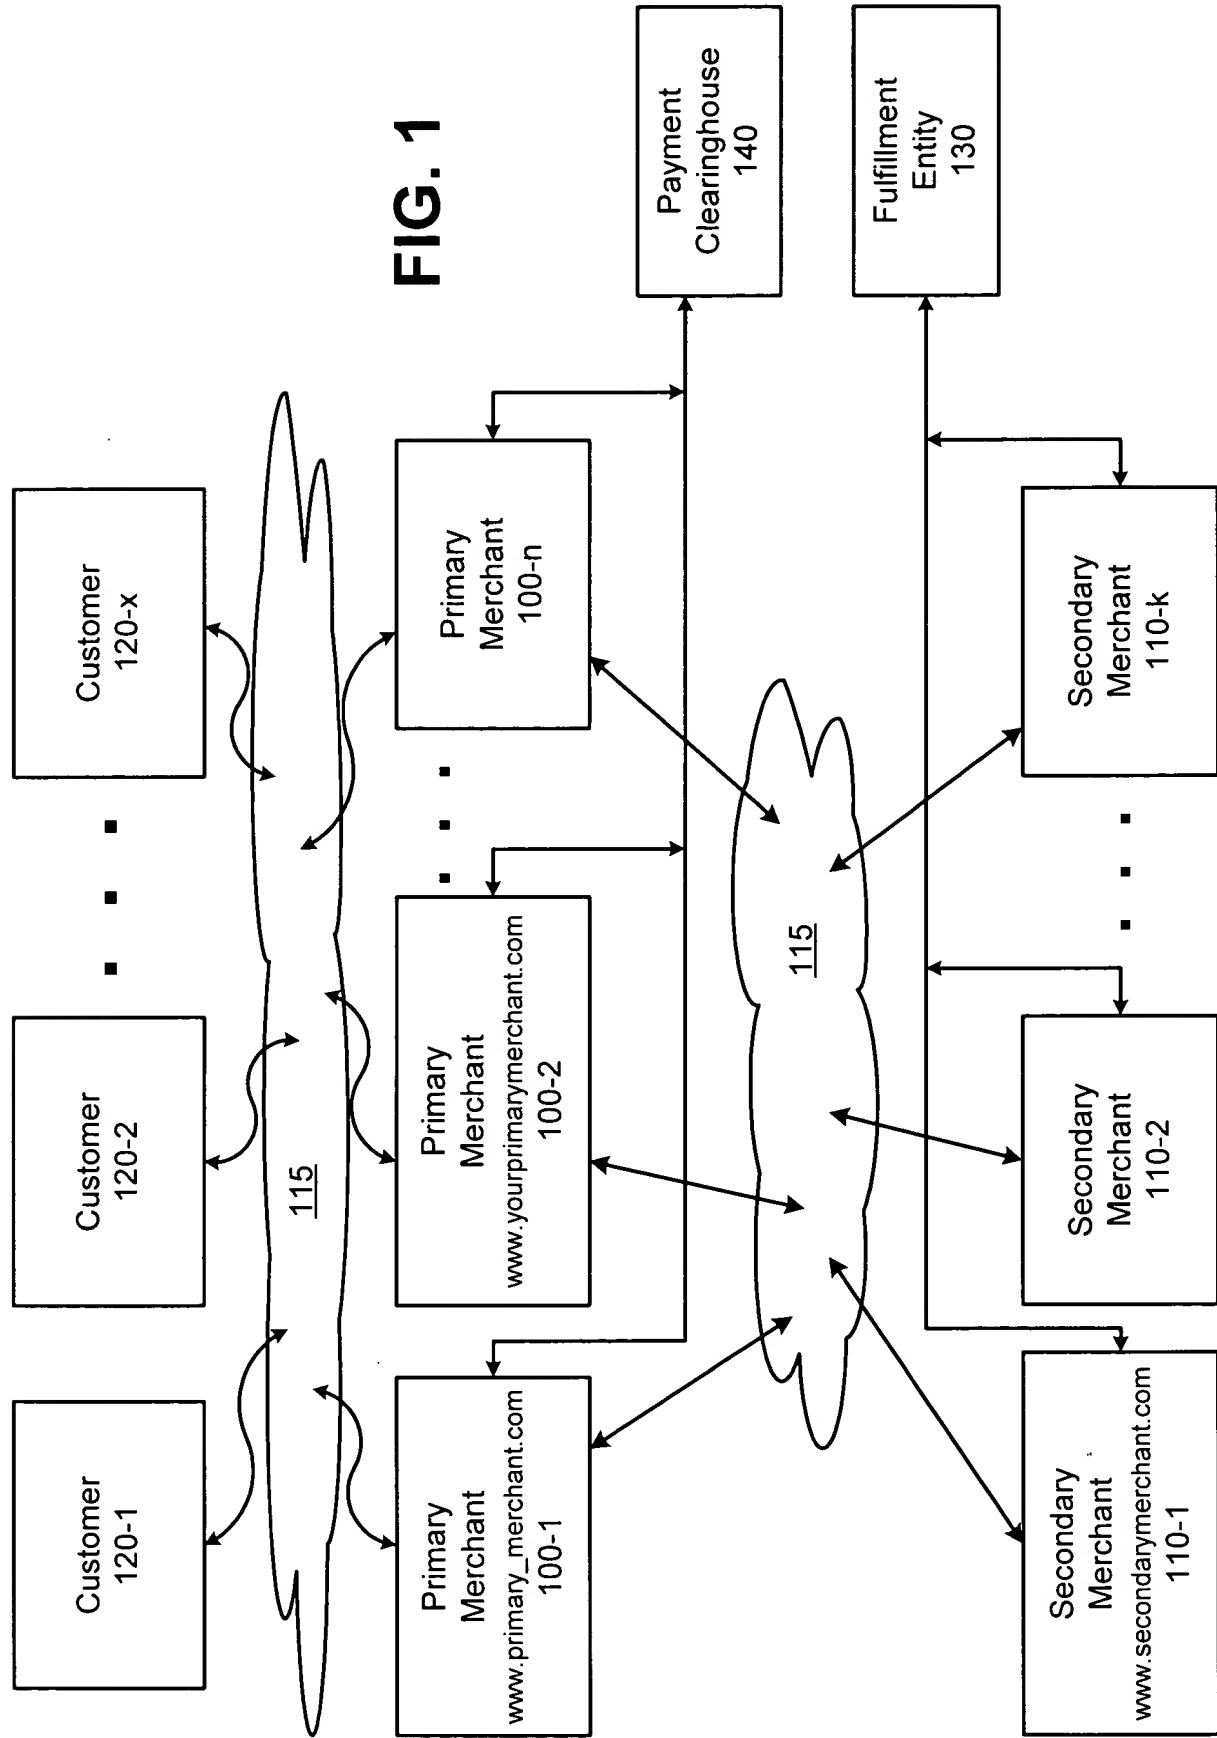 Customer
120-1
Customer
120-2
Customer
120-x
115
FIG. 1
Primary
Merchant
www.primary_merchant.com
100-1
Primary
Merchant
www.yourprimarymerchant.com
100-2
Primary
Merchant
100-n
Payment
Clearinghouse
140
115
Fulfillment
Entity
130
Secondary
Merchant
www.secondarymerchant.com
110-1
Secondary
Merchant
110-2
Secondary
Merchant
110-k